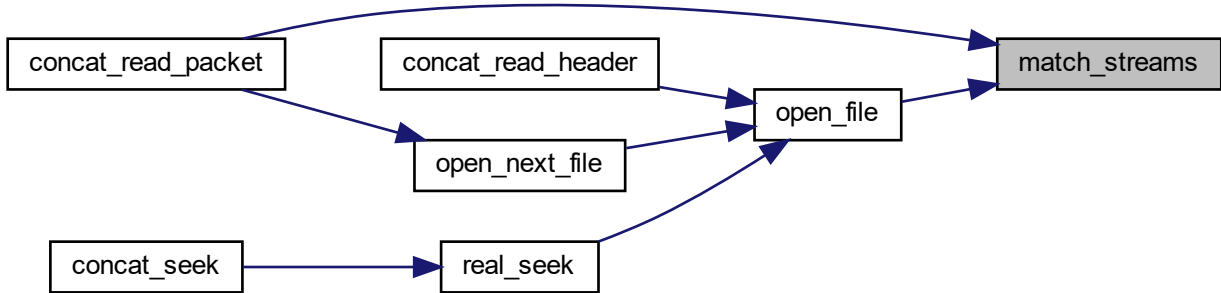 concat_read_packet
concat_read_header
match_streams
open_file
open_next_file
concat_seek
real_seek